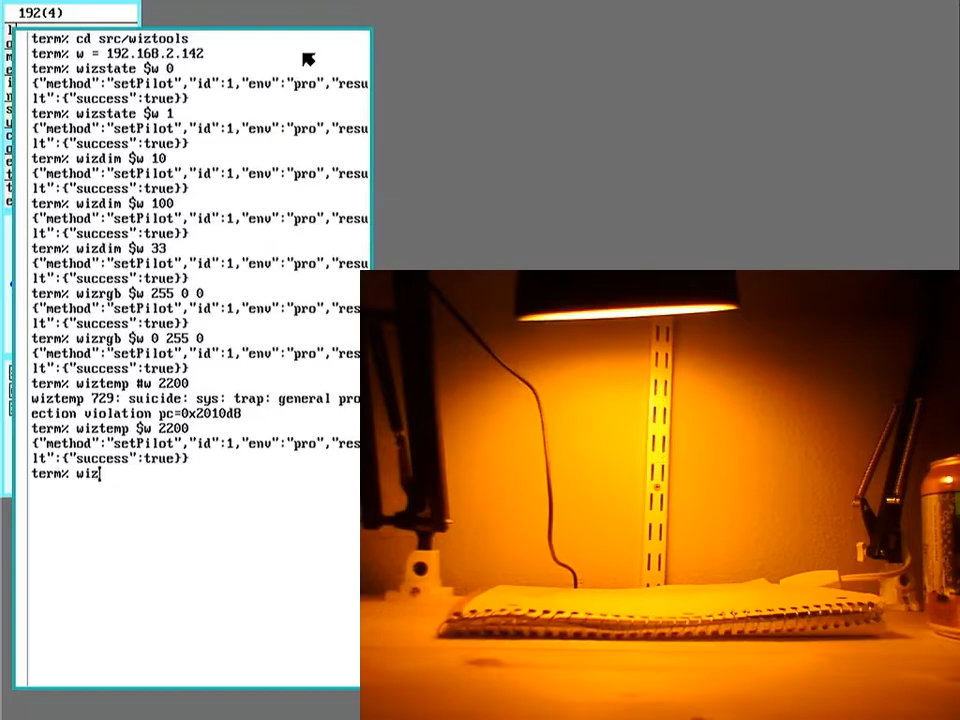 192(4)
term% cd src/wiztools
term% w = 192.168.2.142
term% wizstate $w 0
{"method":"setPilot","id":1,"env":"pro","resu
lt":{"success":true}}
term% wizstate $w 1
{"method":"setPilot","id":1,"env":"pro","resu
lt":{"success":true}}
term% wizdim $w 10
{"method":"setPilot","id":1,"env":"pro","resu
lt":{"success":true}}
term% wizdim $w 100
{"method":"setPilot","id":1,"env":"pro","resu
lt":{"success":true}}
term% wizdim $w 33
{"method":"setPilot","id":1,"env":"pro","resu
lt":{"success":true}}
term% wizrgb $w 255 0 0
{"method":"setPilot","id":1,"env":"pro","res
lt":{"success":true}}
term% wizrgb $w 0 255 0
{"method":"setPilot","id":1,"env":"pro","res
lt":{"success":true}}
term% wiztemp #w 2200
wiztemp 729: suicide: sys: trap: general pro
ection violation pc=0x2010d8
term% wiztemp $w 2200
{"method":"setPilot","id":1,"env":"pro","res
lt":{"success":true}}
term% wiz